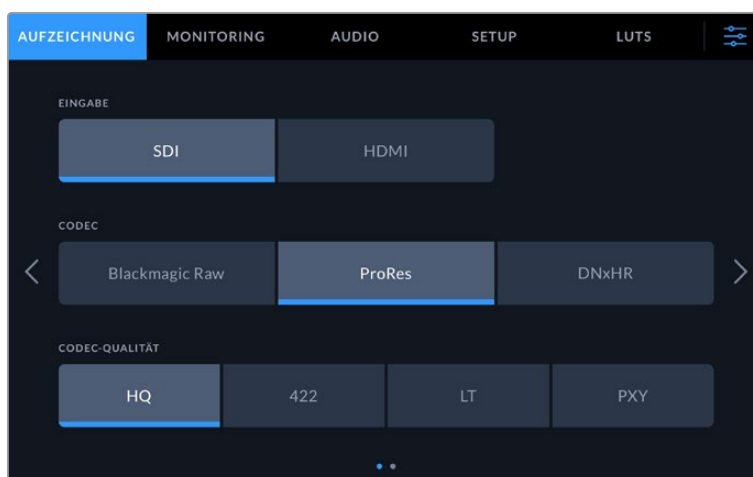 AUFZEICHNUNG MONITORING AUDIO SETUP LUTS
EINGABE
SDI HDMI
CODEC
Blackmagic Raw ProRes DNxHR
CODEC-QUALITÄT
HQ 422 LT PXY